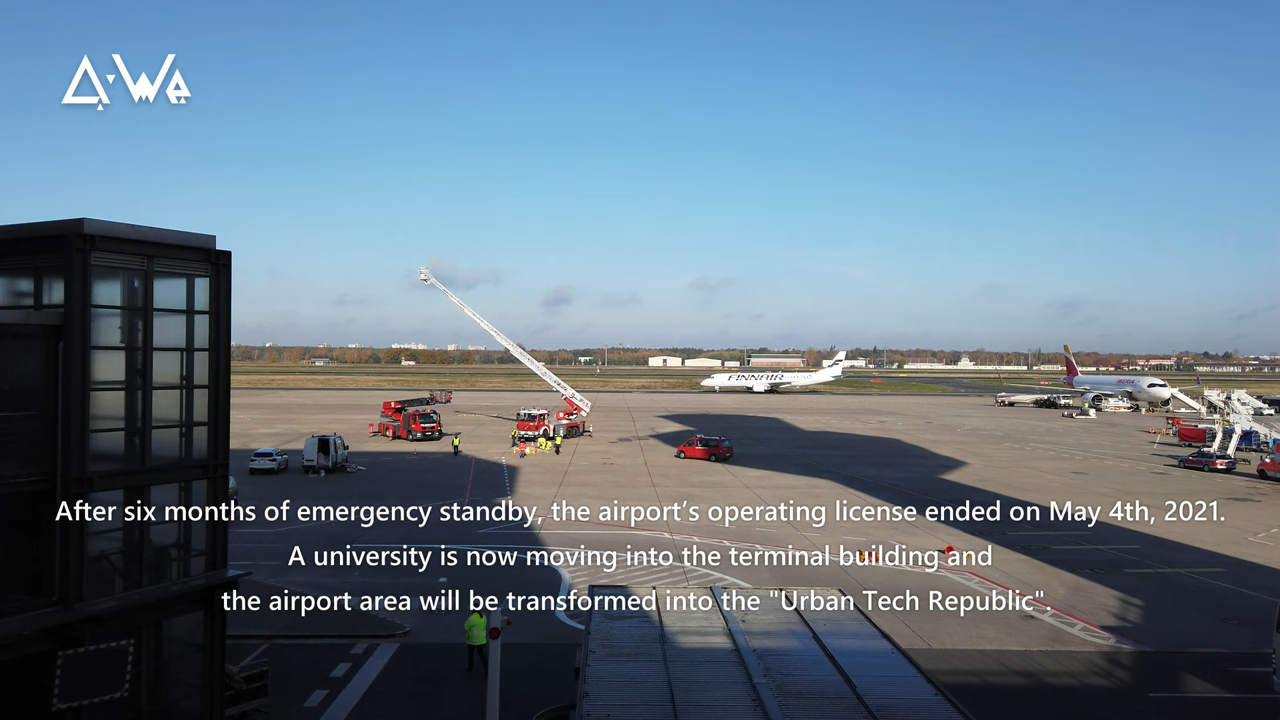 A·We
After six months of emergency standby, the airport’s operating license ended on May 4th, 2021.
A university is now moving into the terminal building and
the airport area will be transformed into the "Urban Tech Republic".
FINNAIR
IBERIA